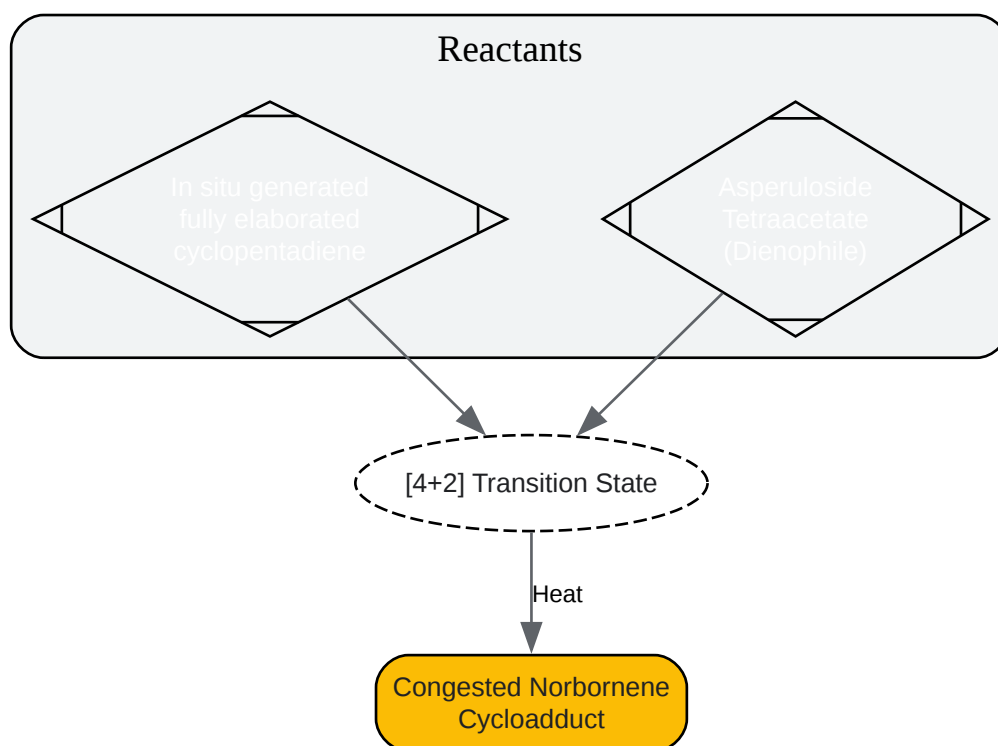 Reactants
In situ generated
fully elaborated
cyclopentadiene
Asperuloside
Tetraacetate
(Dienophile)
[4+2] Transition State
Heat
Congested Norbornene
Cycloadduct